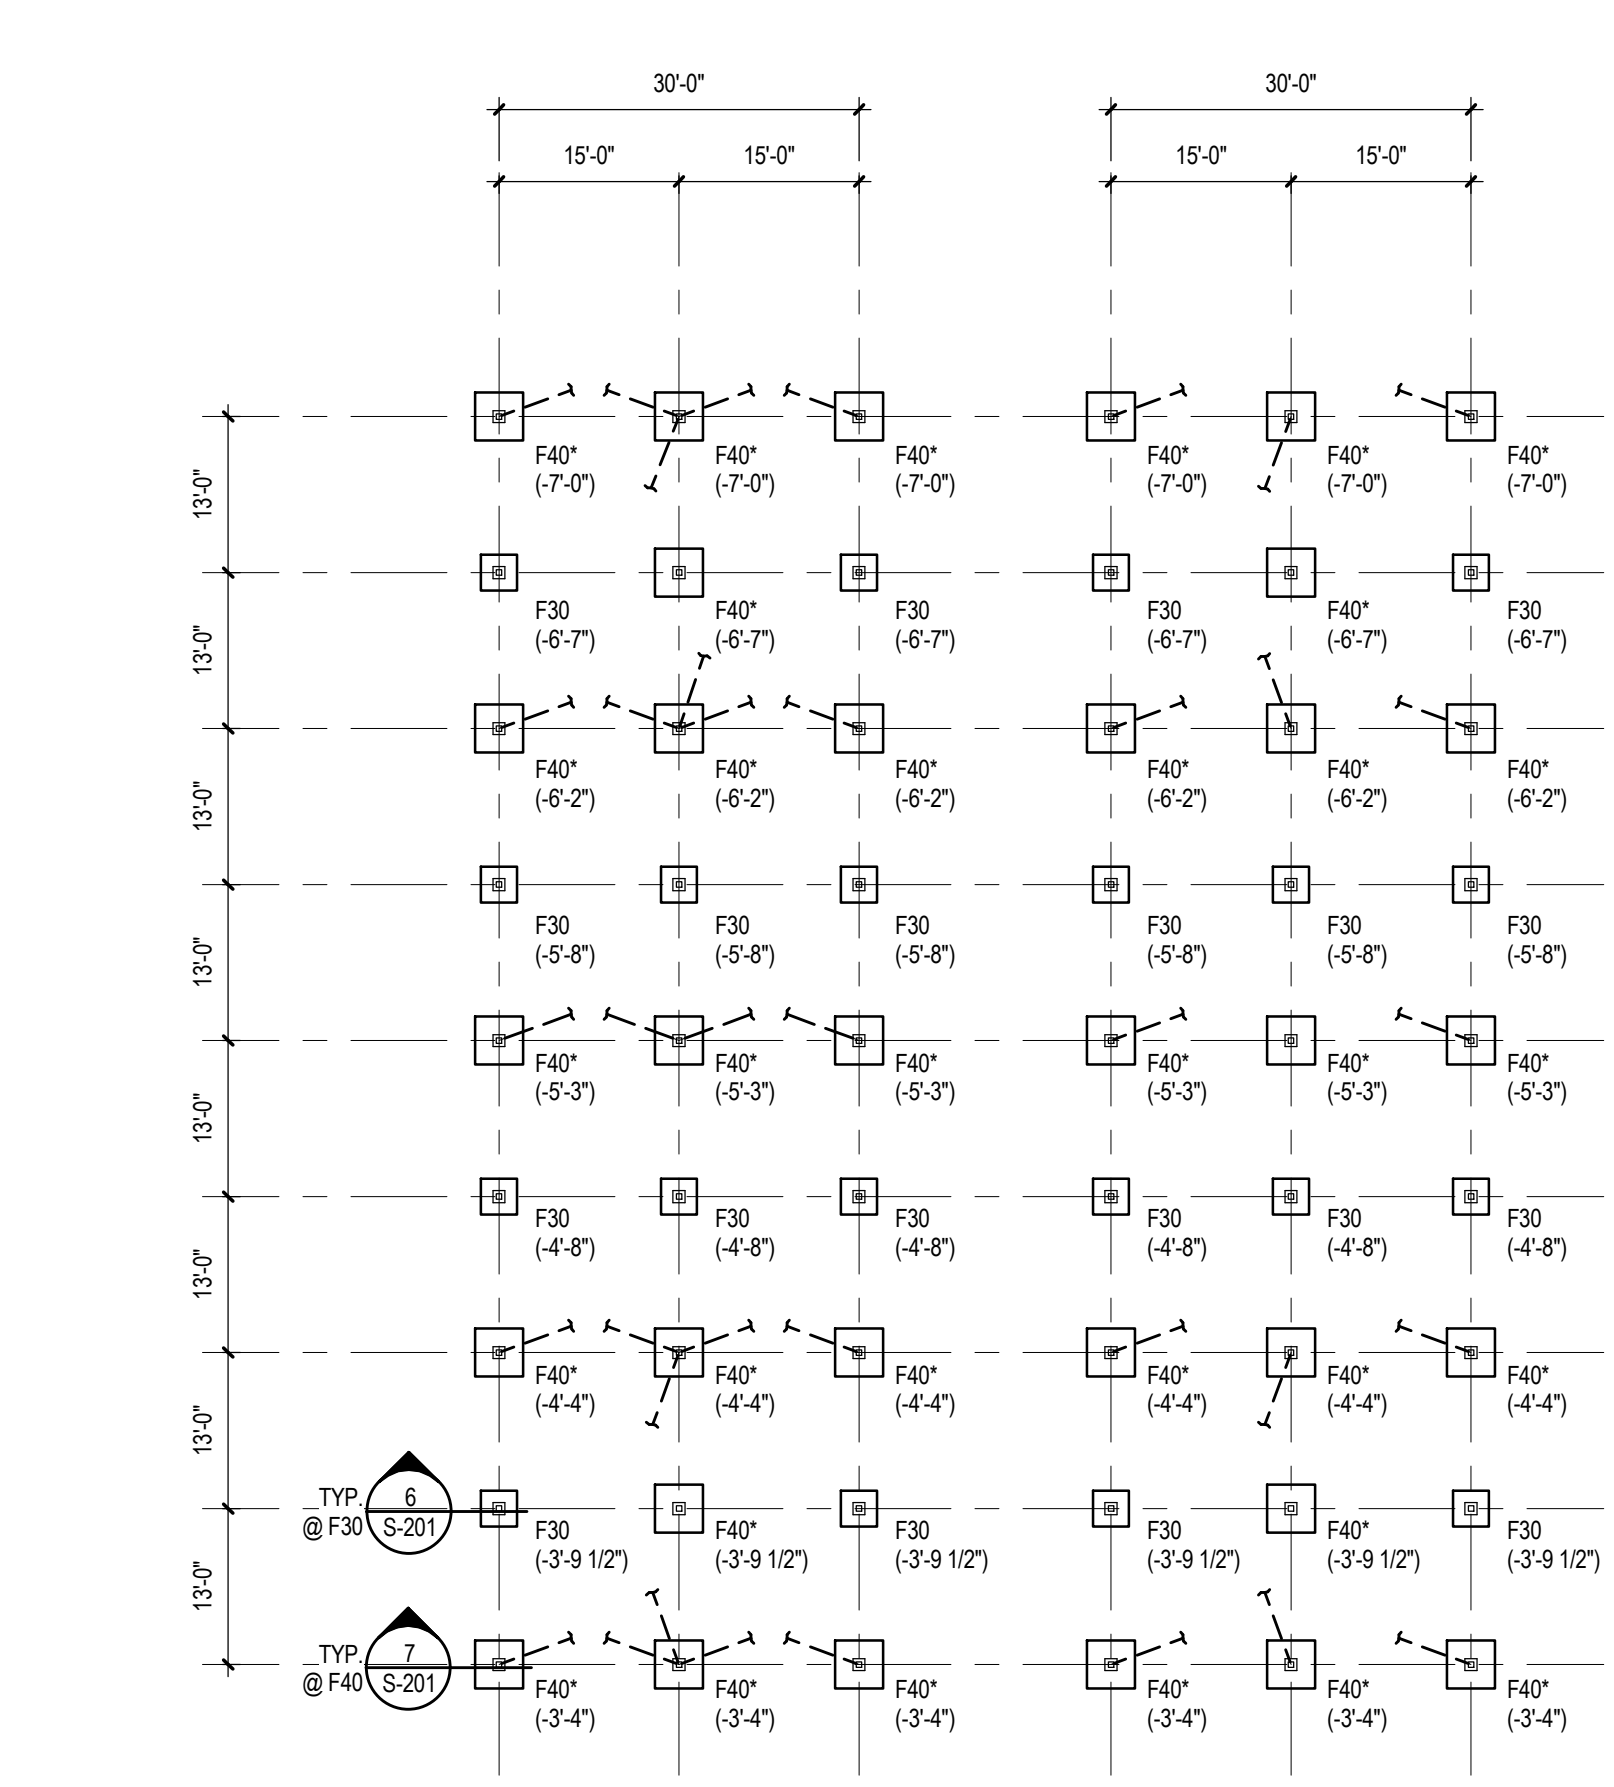 30'-0" 30'-0"
15'-0" 15'-0" 15'-0" 15'-0"
F40* F40* F40* F40* F40* F40*
(-7'-0") (-7'-0") (-7'-0") (-7'-0") (-7'-0") (-7'-0")
13'-0"
F30 F40* F30 F30 F40* F30
(-6'-7") (-6'-7") (-6'-7") (-6'-7") (-6'-7") (-6'-7")
13'-0"
F40* F40* F40* F40* F40* F40*
(-6'-2") (-6'-2") (-6'-2") (-6'-2") (-6'-2") (-6'-2")
13'-0"
F30 F30 F30 F30 F30 F30
(-5'-8") (-5'-8") (-5'-8") (-5'-8") (-5'-8") (-5'-8")
13'-0"
F40* F40* F40* F40* F40* F40*
(-5'-3") (-5'-3") (-5'-3") (-5'-3") (-5'-3") (-5'-3")
13'-0"
F30 F30 F30 F30 F30 F30
(-4'-8") (-4'-8") (-4'-8") (-4'-8") (-4'-8") (-4'-8")
13'-0"
F40* F40* F40* F40* F40* F40*
(-4'-4") (-4'-4") (-4'-4") (-4'-4") (-4'-4") (-4'-4")
13'-0"
TYP. 6
@ F30 S-201
F30 F40* F30 F30 F40* F30
(-3'-9 1/2") (-3'-9 1/2") (-3'-9 1/2") (-3'-9 1/2") (-3'-9 1/2") (-3'-9 1/2")
13'-0"
TYP. 7
@ F40 S-201
F40* F40* F40* F40* F40* F40*
(-3'-4") (-3'-4") (-3'-4") (-3'-4") (-3'-4") (-3'-4")